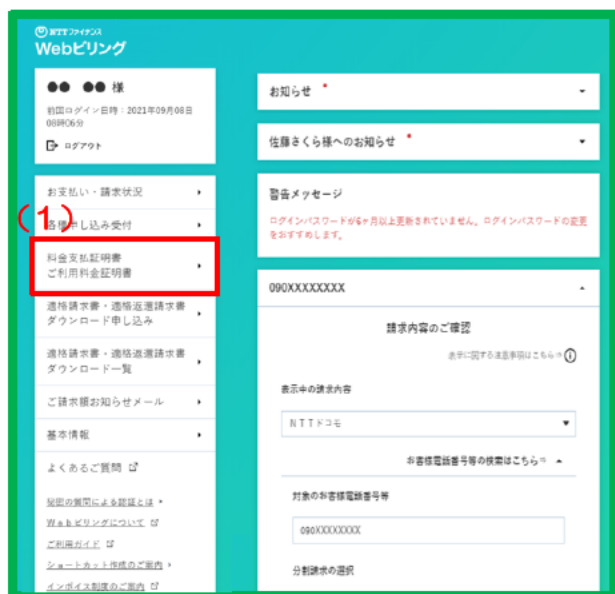 NTTファイナンス
Webビリング
●● ●● 様
前回ログイン日時：2021年09月08日
08時06分
ログアウト
お支払い・請求状況
(1)
各種申し込み受付
料金支払証明書
ご利用料金証明書
適格請求書・適格返還請求書
ダウンロード申し込み
適格請求書・適格返還請求書
ダウンロード一覧
ご請求額お知らせメール
基本情報
よくあるご質問
秘密の質問による認証とは
Webビリングについて
ご利用ガイド
ショートカット作成のご案内
インボイス制度のご案内
お知らせ *
佐藤さくら様へのお知らせ *
警告メッセージ
ログインパスワードが6ヶ月以上更新されていません。ログインパスワードの変更
をおすすめします。
090XXXXXXXX
請求内容のご確認
表示に関する注意事項はこちら⇒
表示中の請求内容
NTTドコモ
お客様電話番号等の検索はこちら⇒
対象のお客様電話番号等
090XXXXXXXX
分割請求の選択